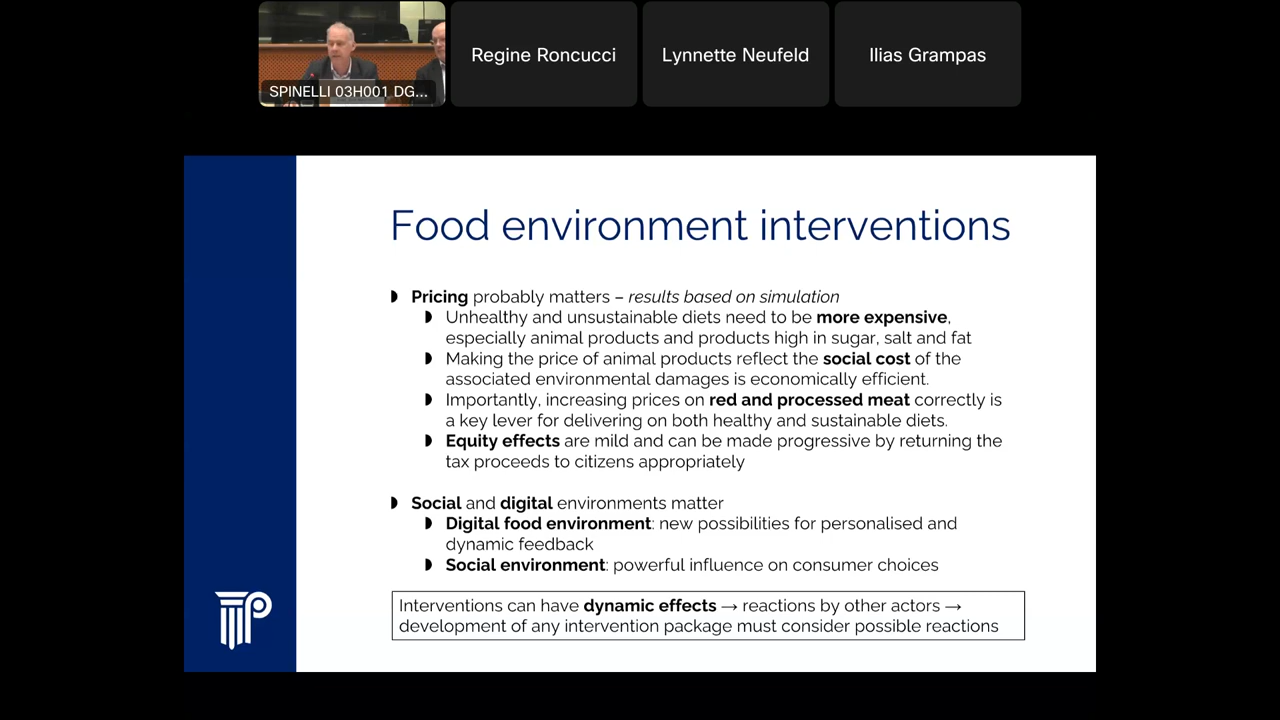 SPINELLI 03H001 DG...
Regine Roncucci
Lynnette Neufeld
Ilias Grampas
Food environment interventions
Pricing probably matters – results based on simulation
Unhealthy and unsustainable diets need to be more expensive,
especially animal products and products high in sugar, salt and fat
Making the price of animal products reflect the social cost of the
associated environmental damages is economically efficient.
Importantly, increasing prices on red and processed meat correctly is
a key lever for delivering on both healthy and sustainable diets.
Equity effects are mild and can be made progressive by returning the
tax proceeds to citizens appropriately
Social and digital environments matter
Digital food environment: new possibilities for personalised and
dynamic feedback
Social environment: powerful influence on consumer choices
Interventions can have dynamic effects → reactions by other actors →
development of any intervention package must consider possible reactions